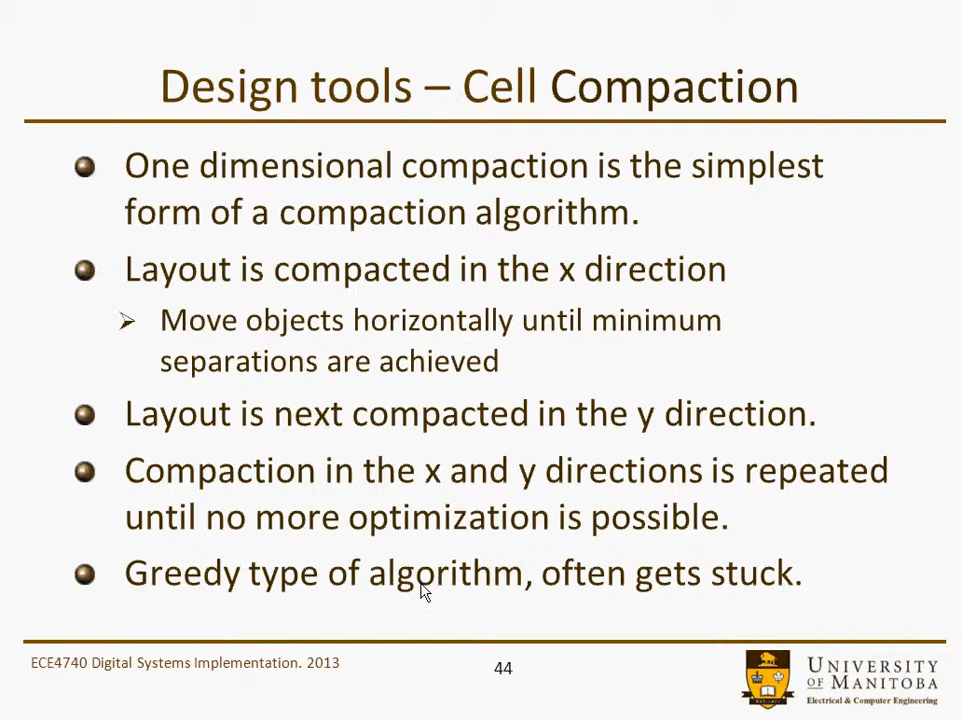 Design tools – Cell Compaction
One dimensional compaction is the simplest
form of a compaction algorithm.
Layout is compacted in the x direction
Move objects horizontally until minimum
separations are achieved
Layout is next compacted in the y direction.
Compaction in the x and y directions is repeated
until no more optimization is possible.
Greedy type of algorithm, often gets stuck.
ECE4740 Digital Systems Implementation. 2013
44
UNIVERSITY
OF MANITOBA
Electrical & Computer Engineering